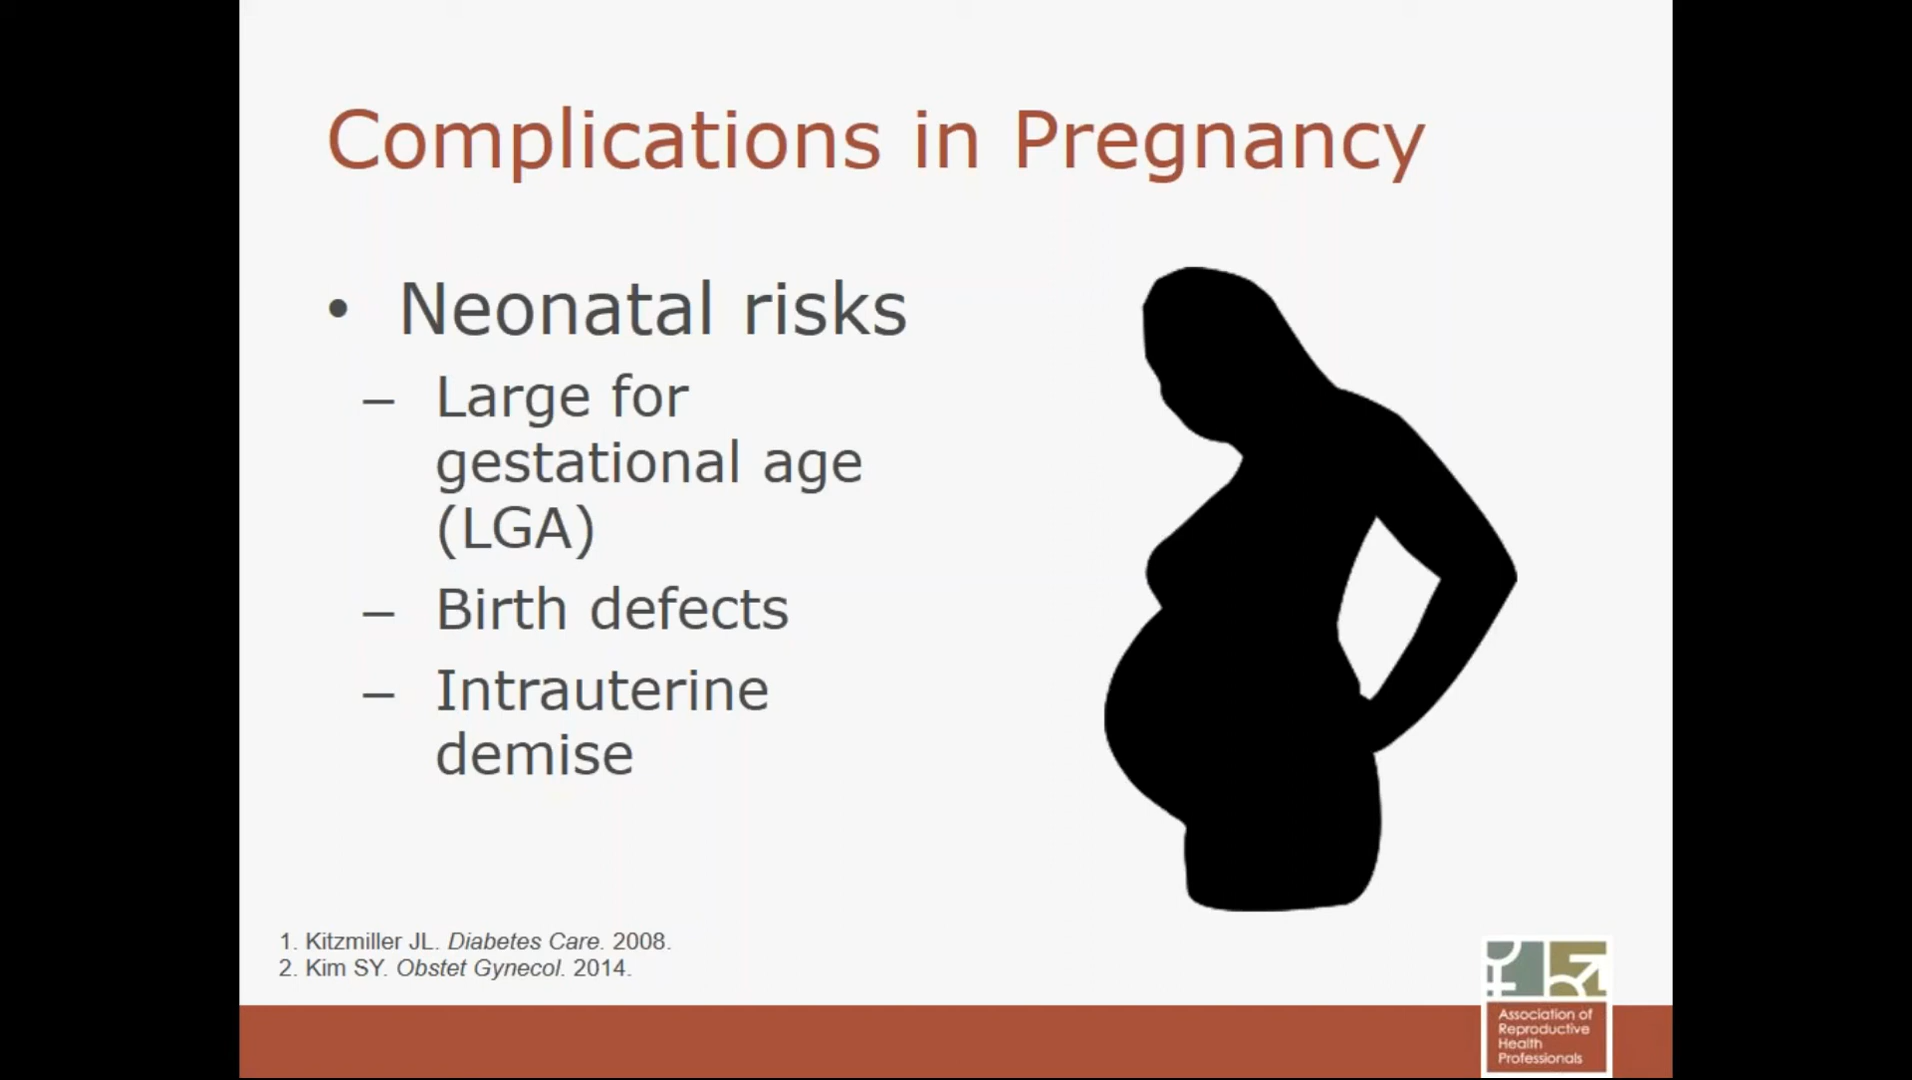 Complications in Pregnancy
• Neonatal risks
– Large for
gestational age
(LGA)
– Birth defects
– Intrauterine
demise
1. Kitzmiller JL. Diabetes Care. 2008.
2. Kim SY. Obstet Gynecol. 2014.
Association of
Reproductive
Health
Professionals